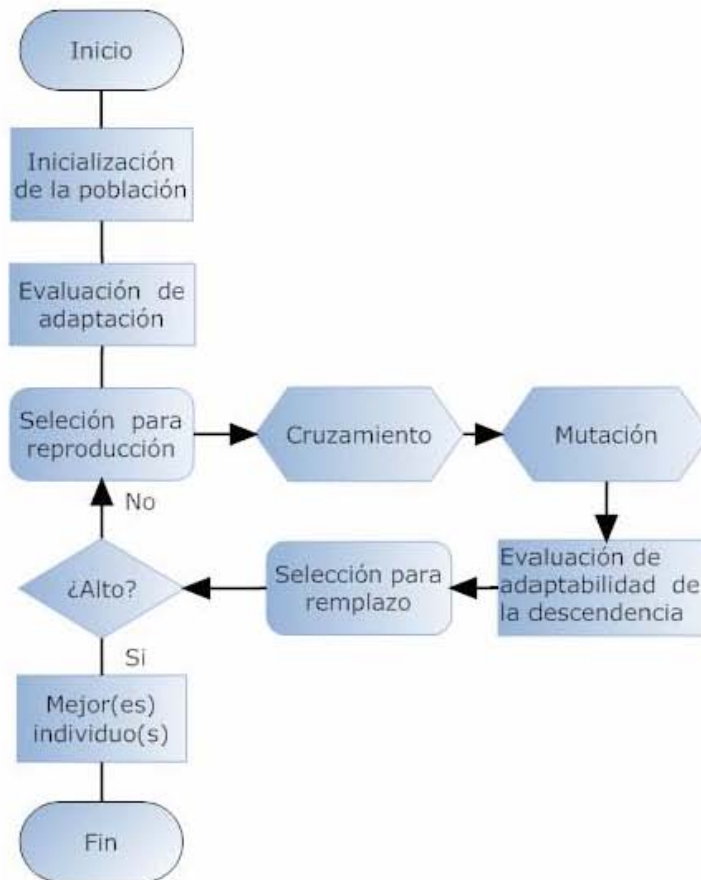 Inicio
Inicialización
de la población
Evaluación de
adaptación
Seleción para
reproducción
Cruzamiento
Mutación
Evaluación de
adaptabilidad de
la descendencia
Selección para
remplazo
¿Alto?
No
Si
Mejor(es)
individuo(s)
Fin